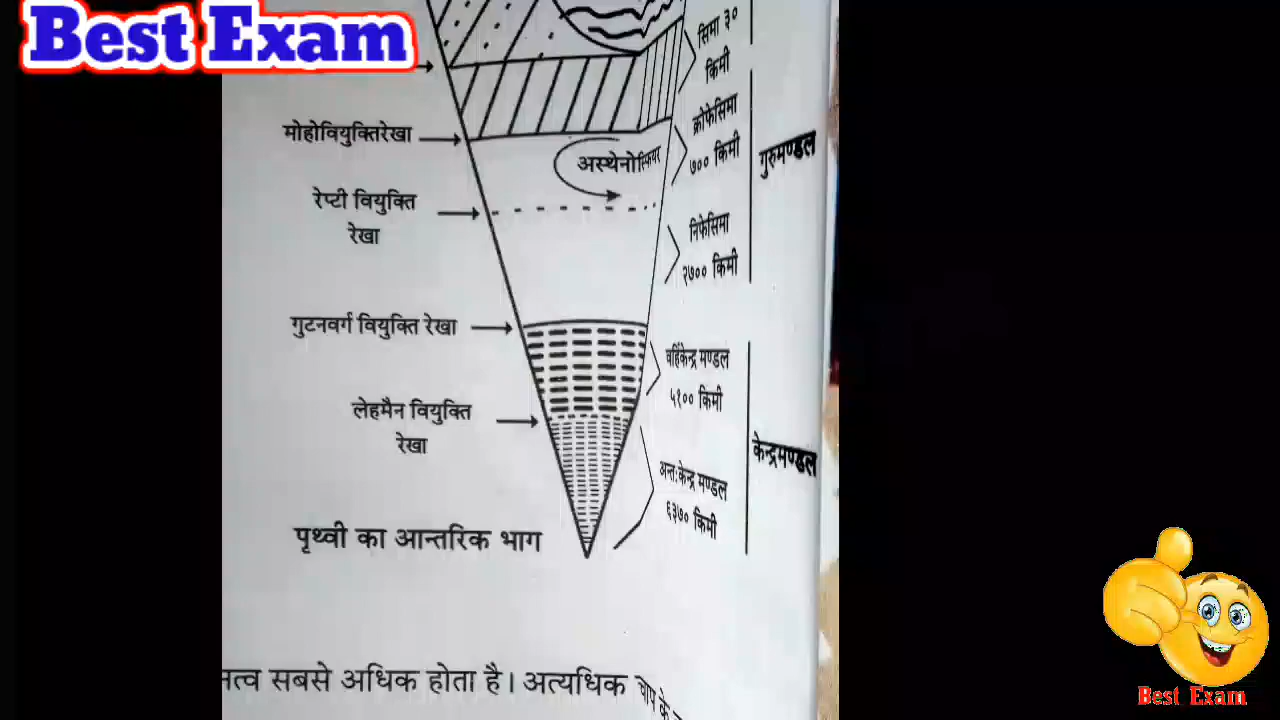 Best Exam
सिमा ३०
किमी
मोहोवियुक्तिरेखा
क्रोफेसिमा
७०० किमी
अस्थेनोस्फियर
गुरुमण्डल
रेप्टी वियुक्ति
रेखा
निफेसिमा
२७०० किमी
गुटनवर्ग वियुक्ति रेखा
वर्हिकेन्द्र मण्डल
५१०० किमी
लेहमैन वियुक्ति
रेखा
केन्द्रमण्डल
अन्त:केन्द्र मण्डल
६३७० किमी
पृथ्वी का आन्तरिक भाग
सबसे अधिक होता है। अत्यधिक चाप के
Best Exam